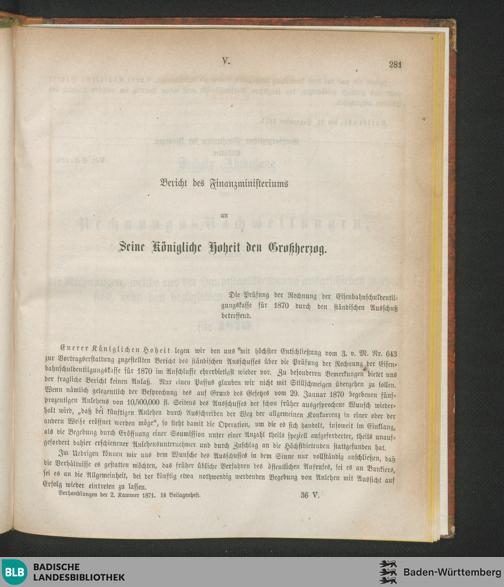 V.
281
Bericht des Finanzministeriums
an
Seine Königliche Hoheit den Großherzog.
Die Prüfung der Rechnung der Eisenbahnschuldentil-
gungskasse für 1870 durch den ständischen Ausschuß
betreffend.
Euerer Königlichen Hoheit legen wir den uns mit höchster Entschließung vom 3. v. M. Nr. 643
zur Vortragserstattung zugestellten Bericht des ständischen Ausschusses über die Prüfung der Rechnung der Eisen-
bahnschuldentilgungskasse für 1870 im Anschlusse ehrerbietigst wieder vor. Zu besonderen Bemerkungen bietet uns
der fragliche Bericht keinen Anlaß. Nur einen Passus glauben wir nicht mit Stillschweigen übergehen zu sollen.
Wenn nämlich gelegentlich der Besprechung des auf Grund des Gesetzes vom 29. Januar 1870 begebenen fünf-
prozentigen Anlehens von 10,500,000 fl. Seitens des Ausschusses der schon früher ausgesprochene Wunsch wieder-
holt wird, „daß bei künftigen Anlehen durch Ausschreiben der Weg der allgemeinen Konkurrenz in einer oder der
andern Weise eröffnet werden möge“, so steht damit die Operation, um die es sich handelt, insoweit im Einklang,
als die Begebung durch Eröffnung einer Soumission unter einer Anzahl theils speziell aufgeforderter, theils unauf-
gefordert dahier erschienener Anlehensunternehmer und durch Zuschlag an die Höchstbietenden stattgefunden hat.
Im Uebrigen können wir uns dem Wunsche des Ausschusses in dem Sinne nur vollständig anschließen, daß
die Verhältnisse es gestatten möchten, das früher übliche Verfahren des öffentlichen Aufrufes, sei es an Bankiers,
sei es an die Allgemeinheit, bei der künftig etwa nothwendig werdenden Begebung von Anlehen mit Aussicht auf
Erfolg wieder eintreten zu lassen.
Verhandlungen der 2. Kammer 1871. 18 Beilagenheft.
36 V.
BLB
BADISCHE
LANDESBIBLIOTHEK
Baden-Württemberg